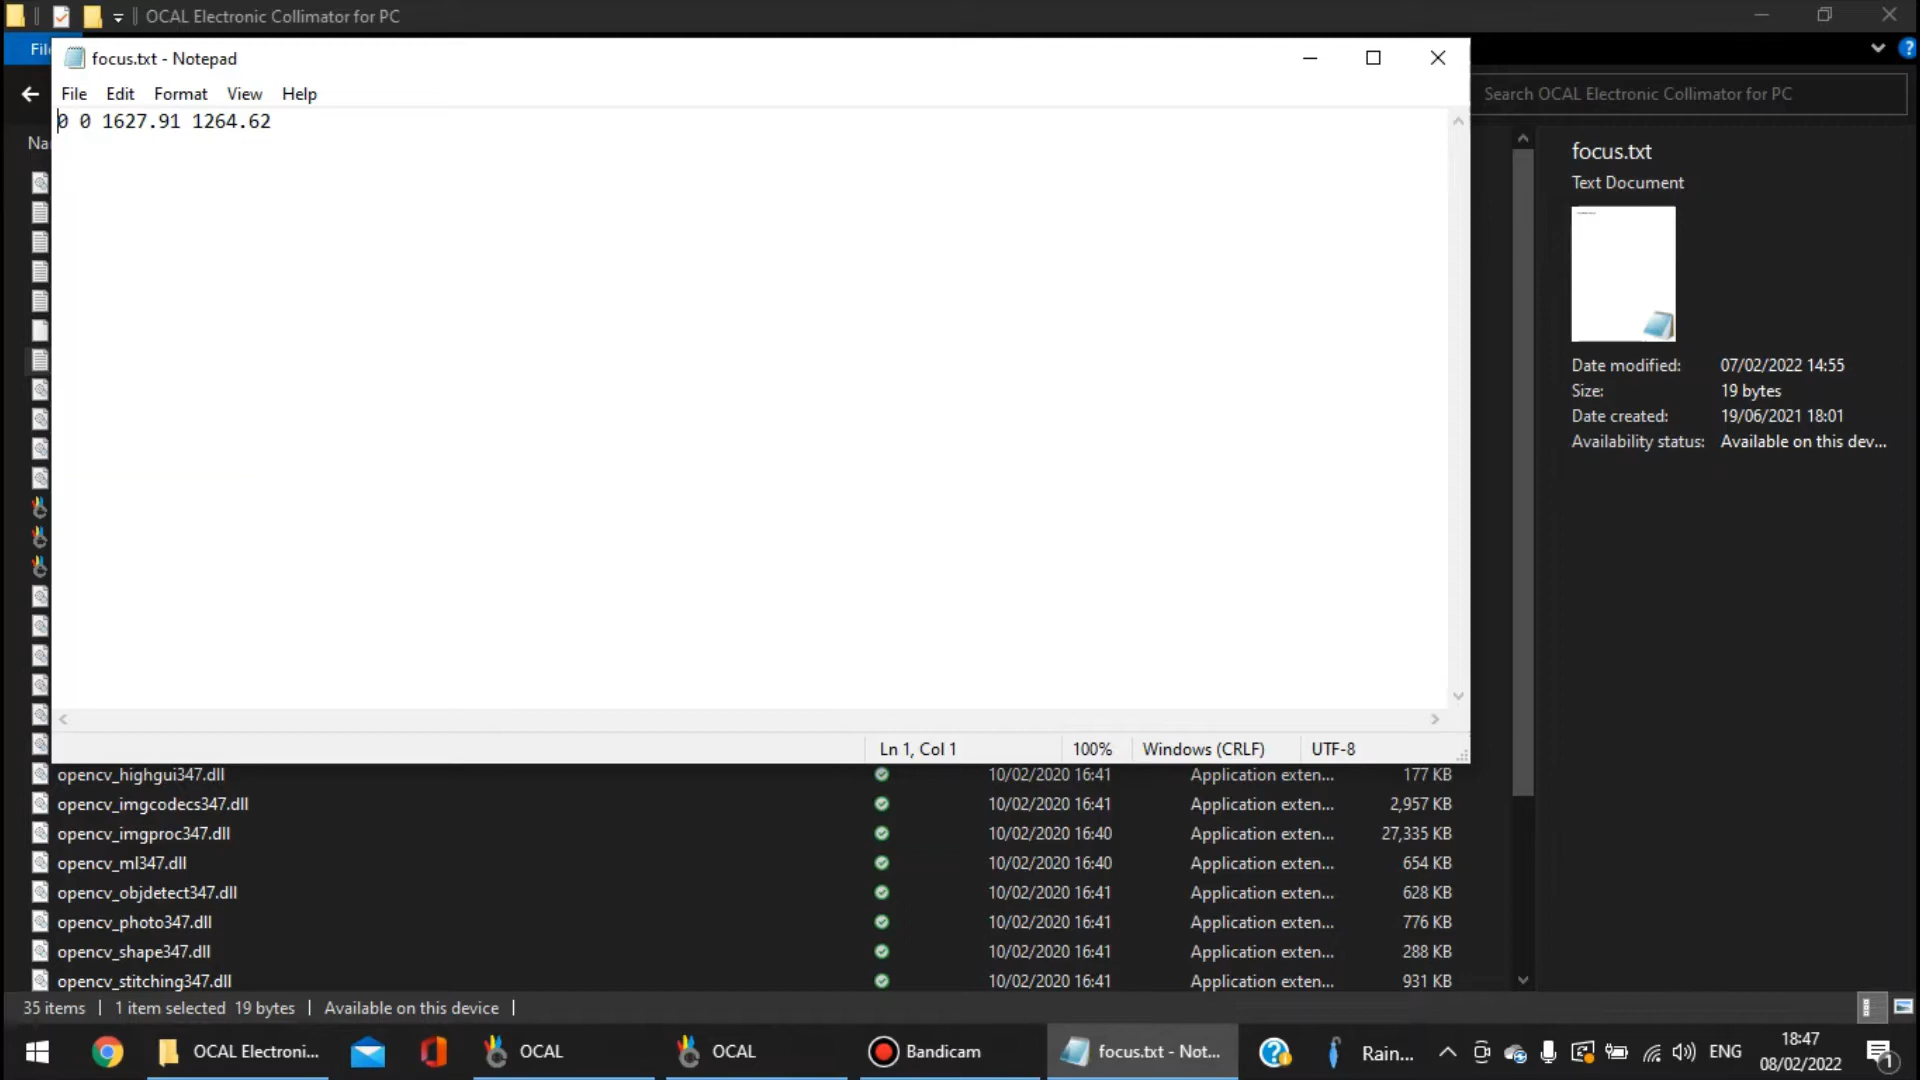 OCAL Electronic Collimator for PC
focus.txt - Notepad
File Edit Format View Help
Search OCAL Electronic Collimator for PC
0 0 1627.91 1264.62
focus.txt
Text Document
Date modified: 07/02/2022 14:55
Size: 19 bytes
Date created: 19/06/2021 18:01
Availability status: Available on this dev...
Ln 1, Col 1 100% Windows (CRLF) UTF-8
opencv_highgui347.dll 10/02/2020 16:41 Application exten... 177 KB
opencv_imgcodecs347.dll 10/02/2020 16:41 Application exten... 2,957 KB
opencv_imgproc347.dll 10/02/2020 16:40 Application exten... 27,335 KB
opencv_ml347.dll 10/02/2020 16:40 Application exten... 654 KB
opencv_objdetect347.dll 10/02/2020 16:41 Application exten... 628 KB
opencv_photo347.dll 10/02/2020 16:41 Application exten... 776 KB
opencv_shape347.dll 10/02/2020 16:41 Application exten... 288 KB
opencv_stitching347.dll 10/02/2020 16:41 Application exten... 931 KB
35 items 1 item selected 19 bytes Available on this device
OCAL Electroni... OCAL OCAL Bandicam focus.txt - Not... Rain... ENG 18:47
08/02/2022 1